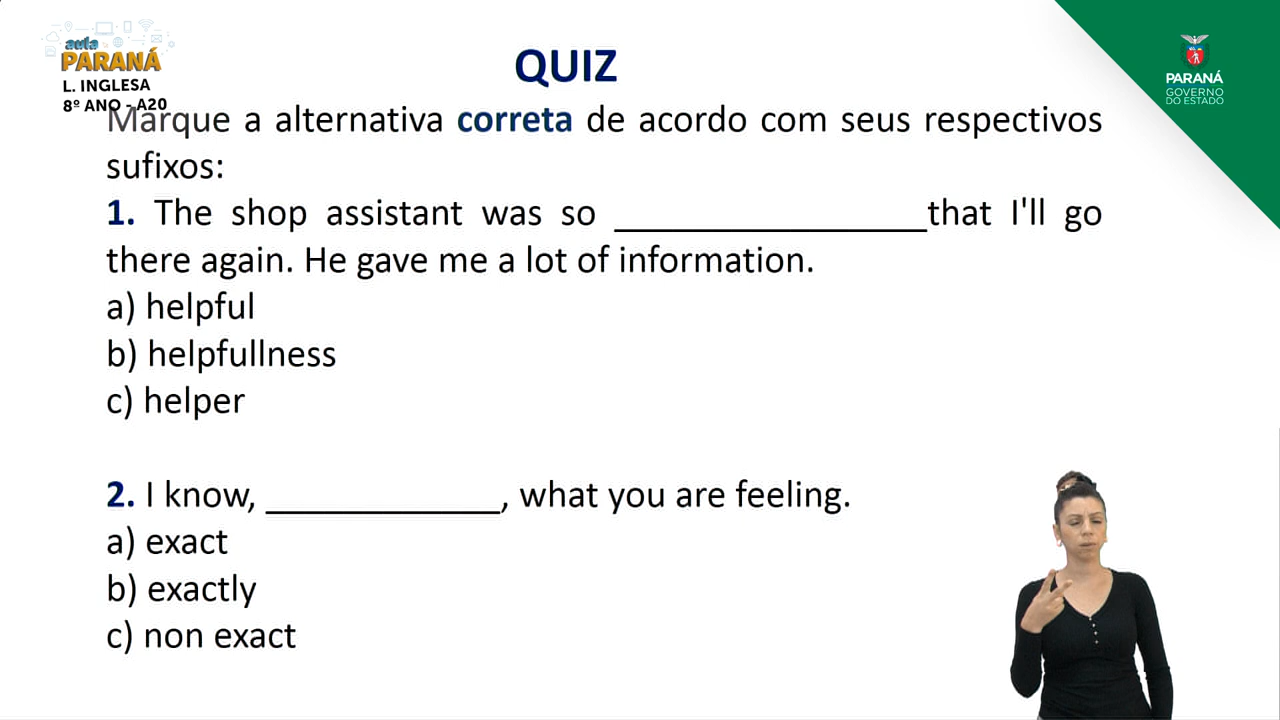 aula
PARANÁ
L. INGLESA
8º ANO - A20
PARANÁ
GOVERNO
DO ESTADO
QUIZ
Marque a alternativa correta de acordo com seus respectivos
sufixos:
1. The shop assistant was so ________________that I'll go
there again. He gave me a lot of information.
a) helpful
b) helpfullness
c) helper
2. I know, ____________, what you are feeling.
a) exact
b) exactly
c) non exact